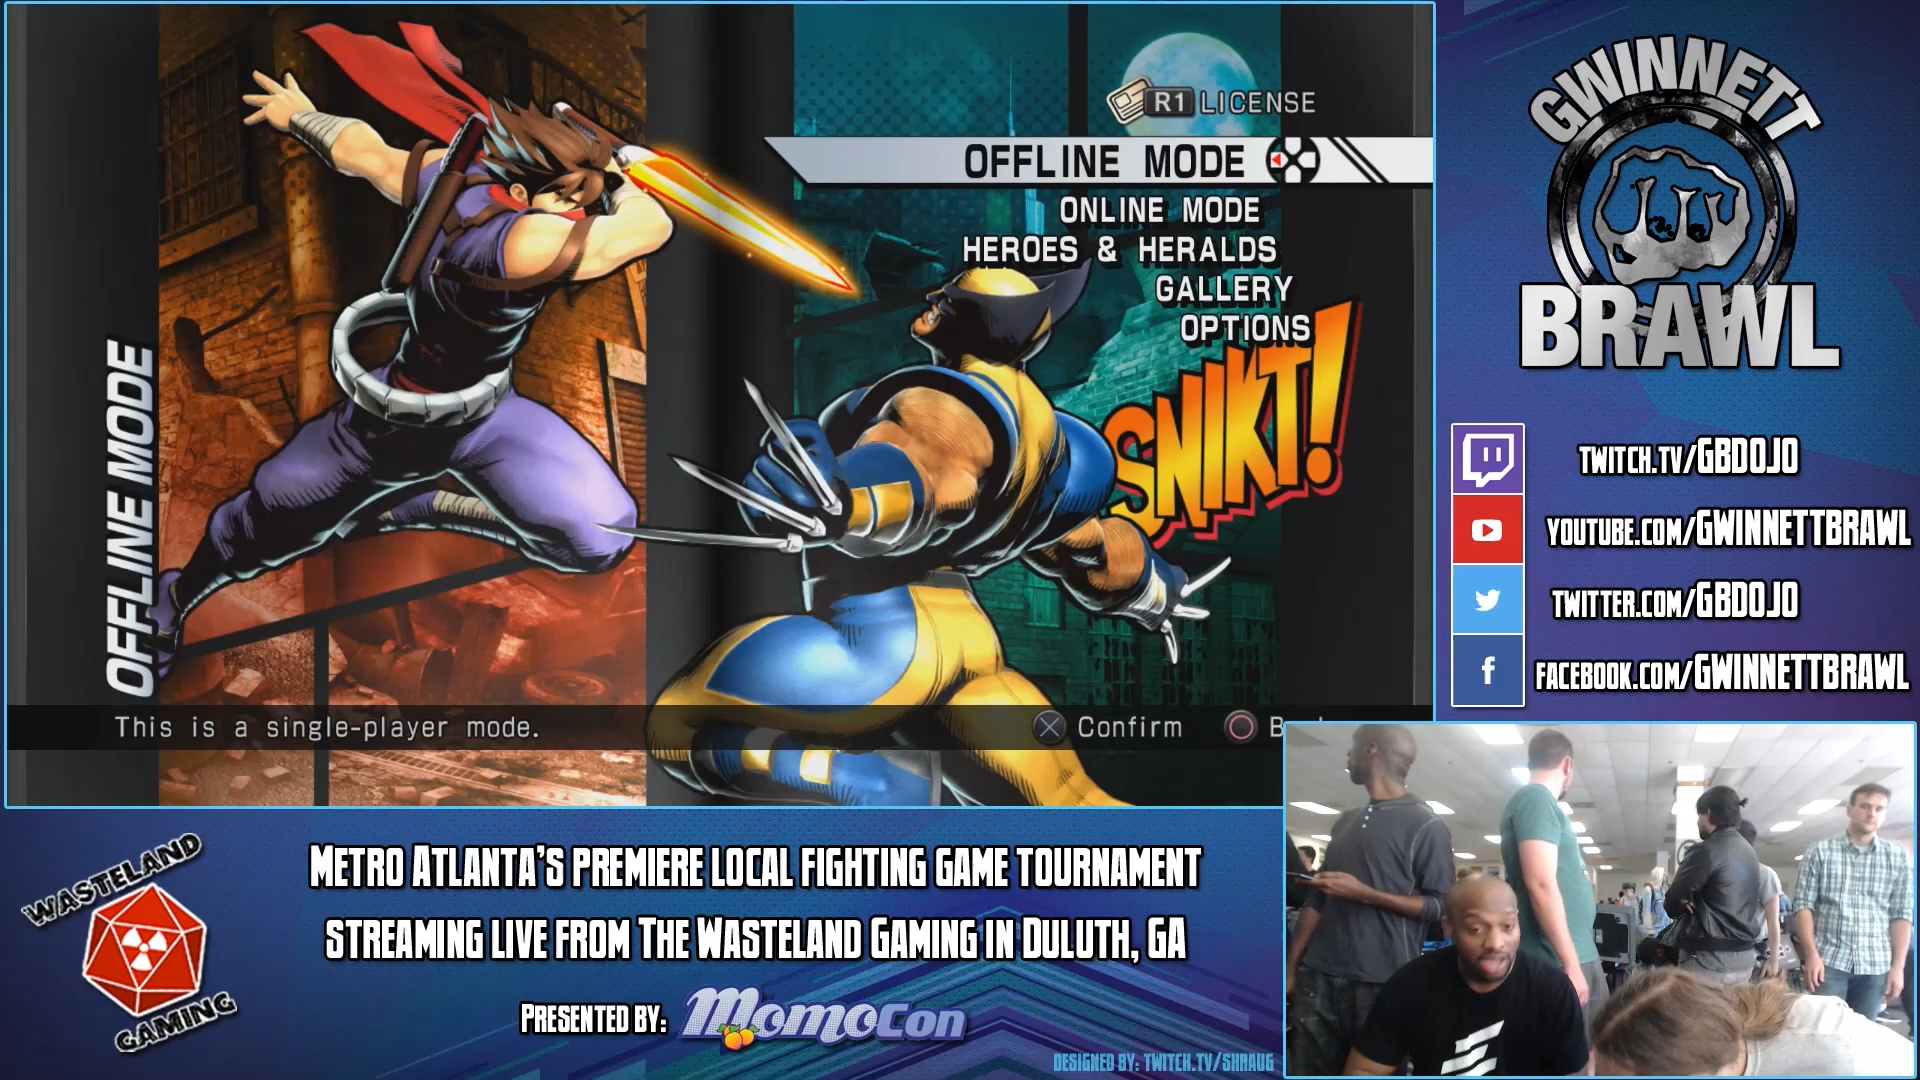 R1 LICENSE
OFFLINE MODE
ONLINE MODE
HEROES & HERALDS
GALLERY
OPTIONS
SNIKT!
OFFLINE MODE
This is a single-player mode.
Confirm
GWINNETT
BRAWL
TWITCH.TV/GBDOJO
YOUTUBE.COM/GWINNETTBRAWL
TWITTER.COM/GBDOJO
f FACEBOOK.COM/GWINNETTBRAWL
WASTELAND
GAMING
METRO ATLANTA'S PREMIERE LOCAL FIGHTING GAME TOURNAMENT
STREAMING LIVE FROM THE WASTELAND GAMING IN DULUTH, GA
PRESENTED BY: MomoCon
DESIGNED BY: TWITCH.TV/SHRAUG